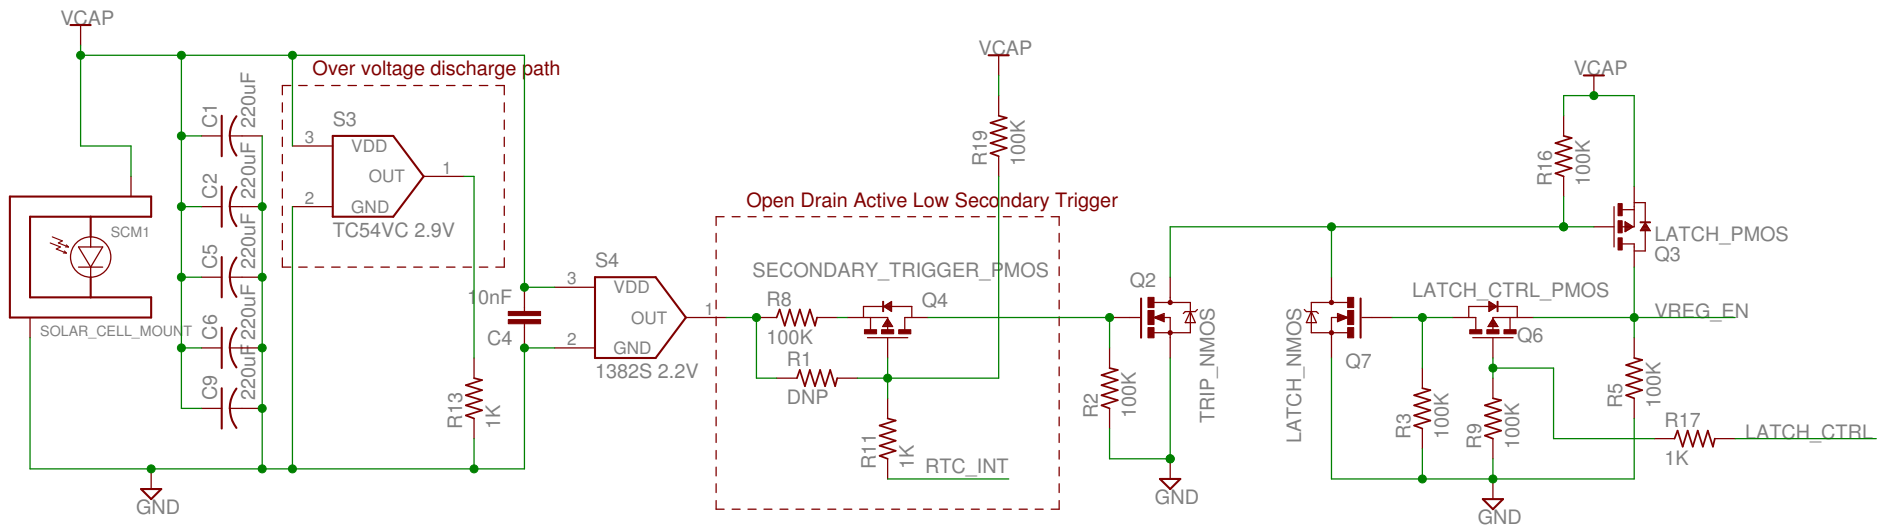 VCAP
Over voltage discharge path
C1
220uF
C2
220uF
C5
220uF
C6
220uF
C9
220uF
S3
3
VDD
OUT
1
2
GND
TC54VC 2.9V
SCM1
SOLAR_CELL_MOUNT
R13
1K
GND
10nF
C4
S4
3
VDD
OUT
1
2
GND
1382S 2.2V
VCAP
R19
100K
Open Drain Active Low Secondary Trigger
SECONDARY_TRIGGER_PMOS
R8
100K
Q4
R1
DNP
R11
1K
RTC_INT
Q2
TRIP_NMOS
R2
100K
GND
VCAP
R16
100K
LATCH_PMOS
Q3
LATCH_NMOS
Q7
LATCH_CTRL_PMOS
Q6
VREG_EN
R3
100K
R9
100K
R5
100K
R17
1K
LATCH_CTRL
GND